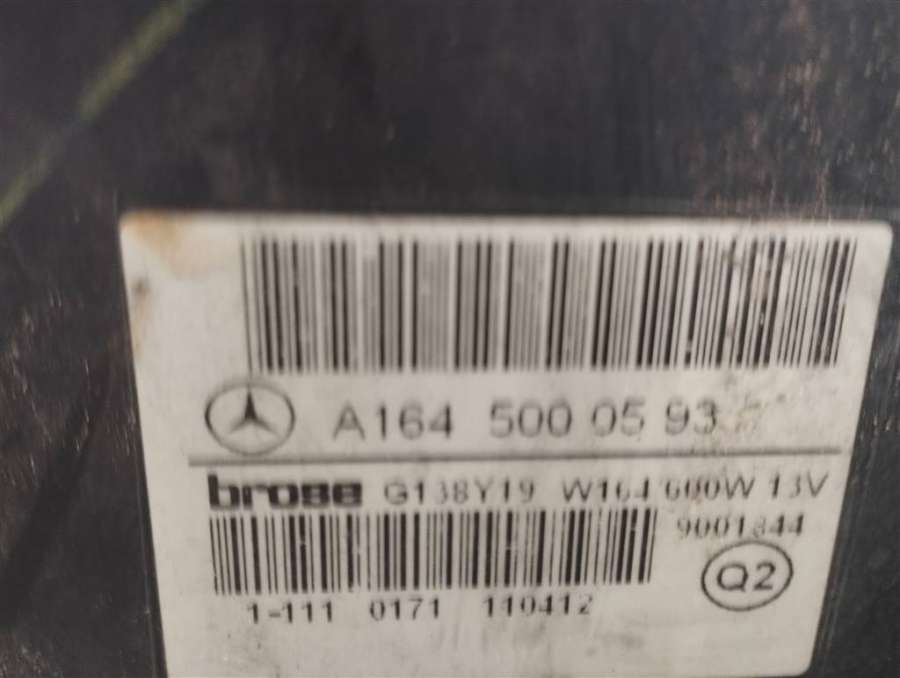 A164 500 05 93
brose G138Y19 W164 600W 13V
9001344
Q2
1-111 0171 110412